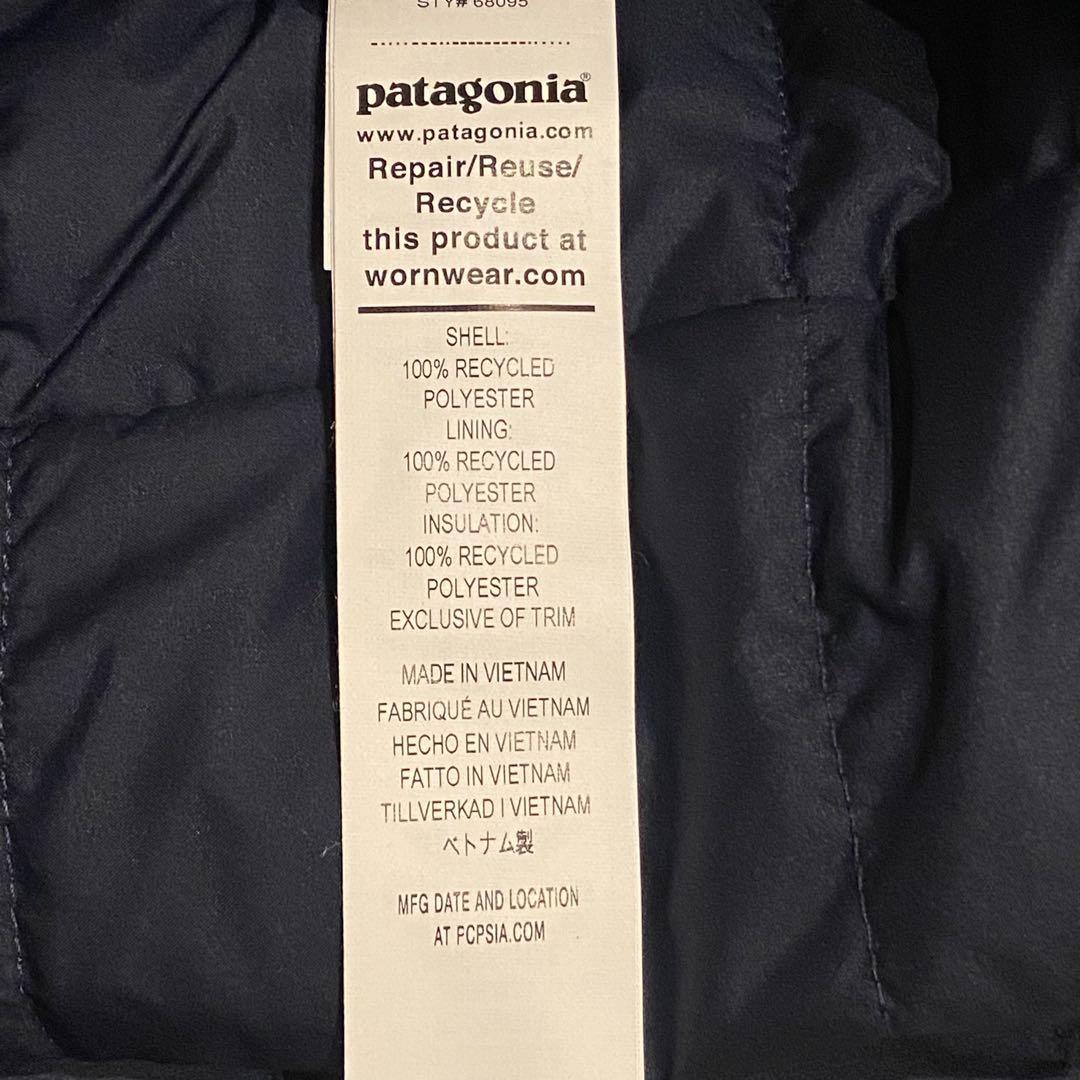 STY# 68095
patagonia®
www.patagonia.com
Repair/Reuse/
Recycle
this product at
wornwear.com
SHELL:
100% RECYCLED
POLYESTER
LINING:
100% RECYCLED
POLYESTER
INSULATION:
100% RECYCLED
POLYESTER
EXCLUSIVE OF TRIM
MADE IN VIETNAM
FABRIQUÉ AU VIETNAM
HECHO EN VIETNAM
FATTO IN VIETNAM
TILLVERKAD I VIETNAM
ベトナム製
MFG DATE AND LOCATION
AT PCPSIA.COM